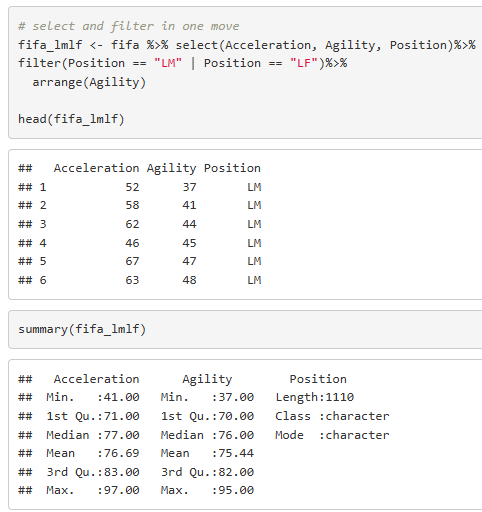 # select and filter in one move
fifa_lmlf <- fifa %>% select(Acceleration, Agility, Position)%>%
filter(Position == "LM" | Position == "LF")%>%
  arrange(Agility)

head(fifa_lmlf)

##   Acceleration Agility Position
## 1           52      37       LM
## 2           58      41       LM
## 3           62      44       LM
## 4           46      45       LM
## 5           67      47       LM
## 6           63      48       LM

summary(fifa_lmlf)

##   Acceleration      Agility        Position
##  Min.   :41.00   Min.   :37.00   Length:1110
##  1st Qu.:71.00   1st Qu.:70.00   Class :character
##  Median :77.00   Median :76.00   Mode  :character
##  Mean   :76.69   Mean   :75.44
##  3rd Qu.:83.00   3rd Qu.:82.00
##  Max.   :97.00   Max.   :95.00